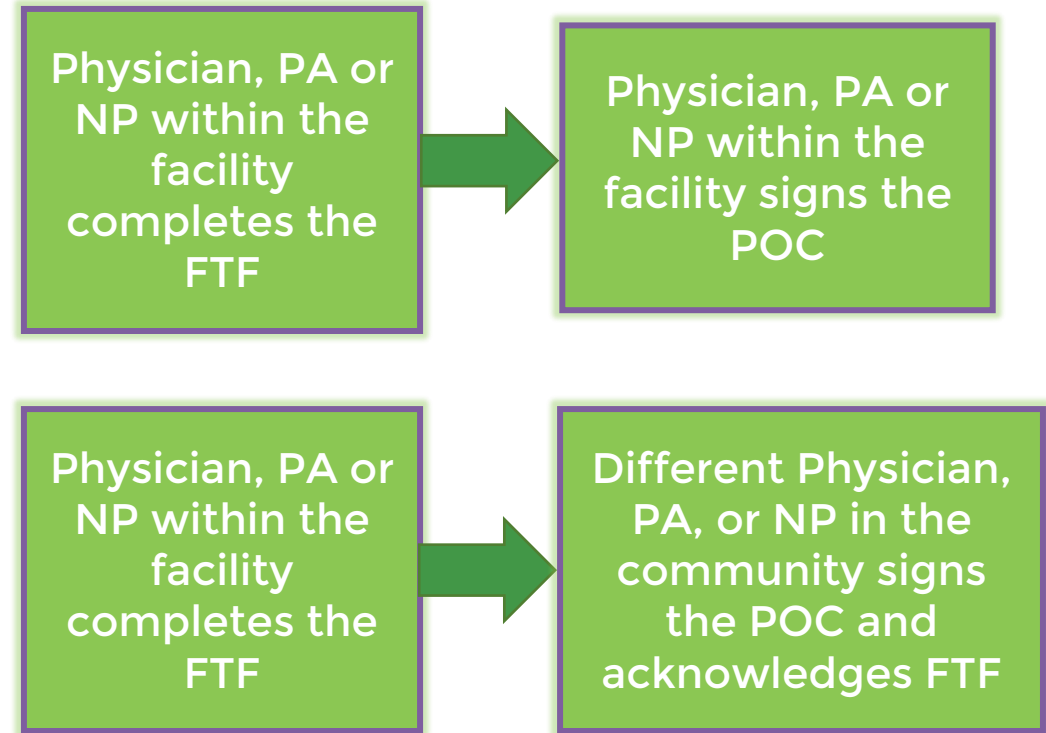 Physician, PA or
NP within the
facility
completes the
FTF
Physician, PA or
NP within the
facility signs the
POC
Physician, PA or
NP within the
facility
completes the
FTF
Different Physician,
PA, or NP in the
community signs
the POC and
acknowledges FTF